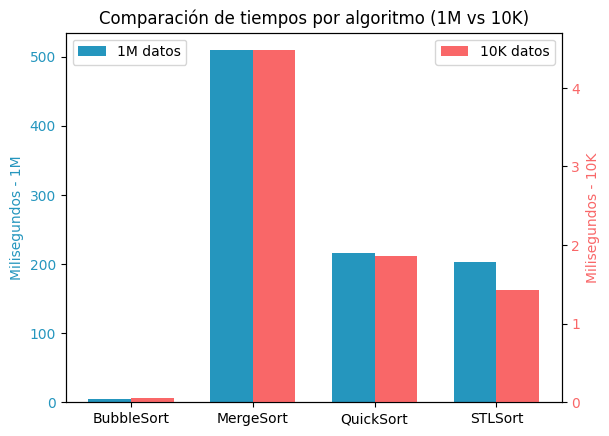 Comparación de tiempos por algoritmo (1M vs 10K)
1M datos
10K datos
Milisegundos - 1M
500
400
300
200
100
0
Milisegundos - 10K
4
3
2
1
0
BubbleSort
MergeSort
QuickSort
STLSort